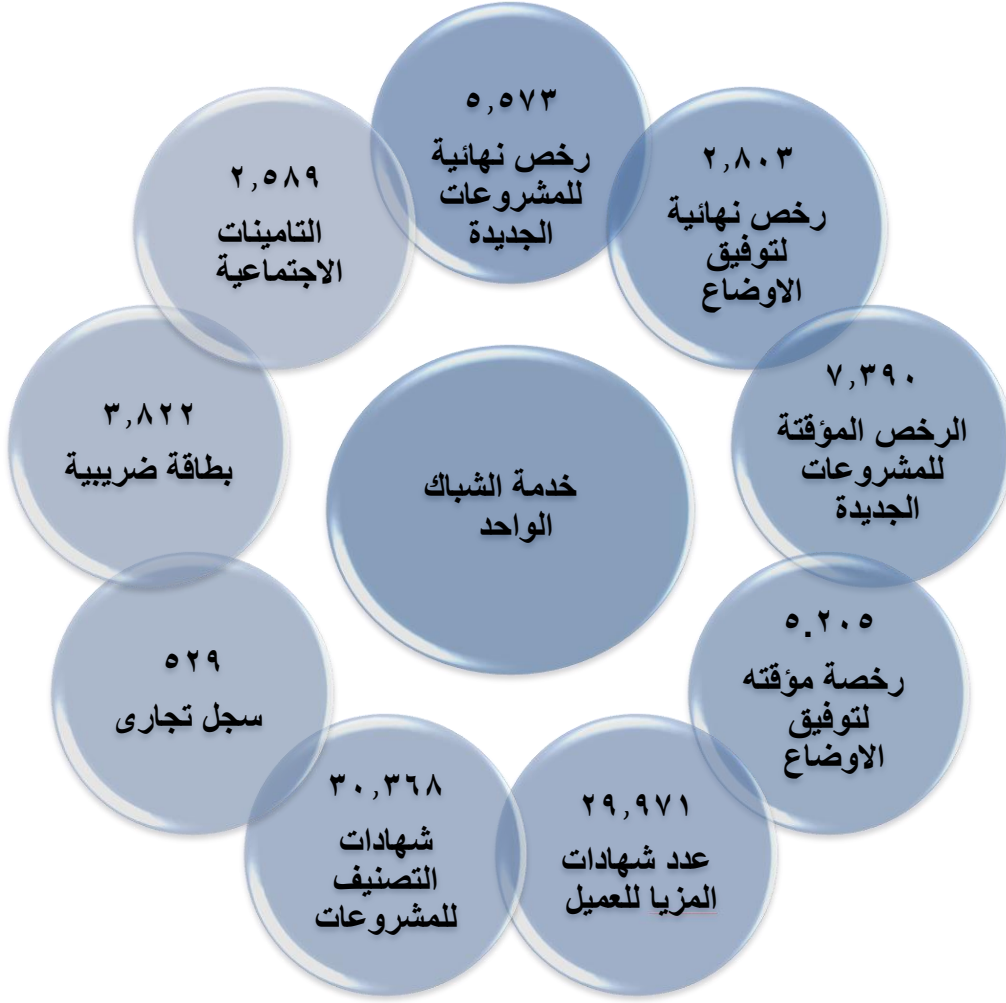 ٥,٥٧٣
رخص نهائية
للمشروعات
الجديدة
٢,٨٠٣
رخص نهائية
لتوفيق
الاوضاع
٧,٣٩٠
الرخص المؤقتة
للمشروعات
الجديدة
٥.٢٠٥
رخصة مؤقته
لتوفيق
الاوضاع
٢٩,٩٧١
عدد شهادات
المزيا للعميل
٣٠,٣٦٨
شهادات
التصنيف
للمشروعات
٥٢٩
سجل تجارى
٣,٨٢٢
بطاقة ضريبية
٢,٥٨٩
التامينات
الاجتماعية
خدمة الشباك
الواحد